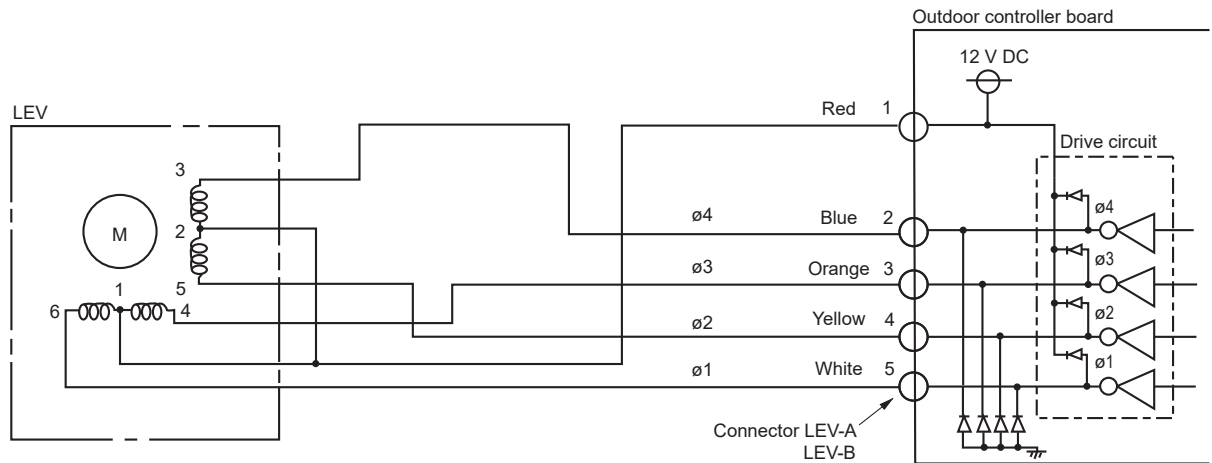 Outdoor controller board
12 V DC
LEV
Red 1
Drive circuit
3
ø4
M
2
ø4 Blue 2
ø3
5
ø3 Orange 3
6 1 4
ø2
ø2 Yellow 4
ø1
ø1 White 5
Connector LEV-A
LEV-B